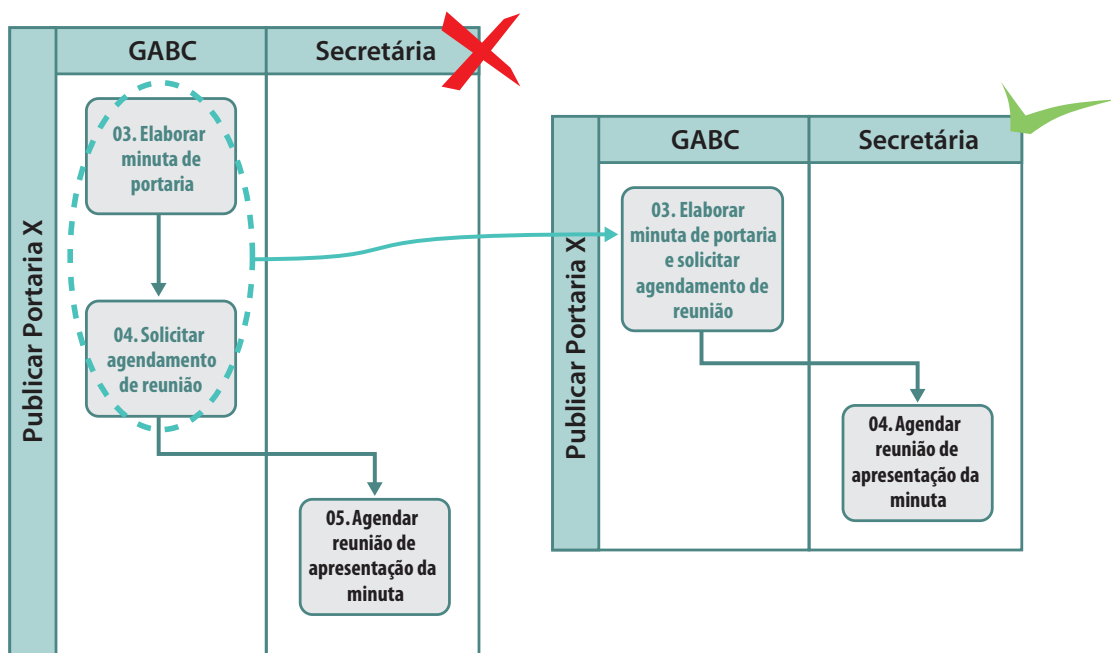 GABC
Secretária
Publicar Portaria X
03. Elaborar
minuta de
portaria
04. Solicitar
agendamento
de reunião
05. Agendar
reunião de
apresentação da
minuta
GABC
Secretária
Publicar Portaria X
03. Elaborar
minuta de portaria
e solicitar
agendamento de
reunião
04. Agendar
reunião de
apresentação da
minuta